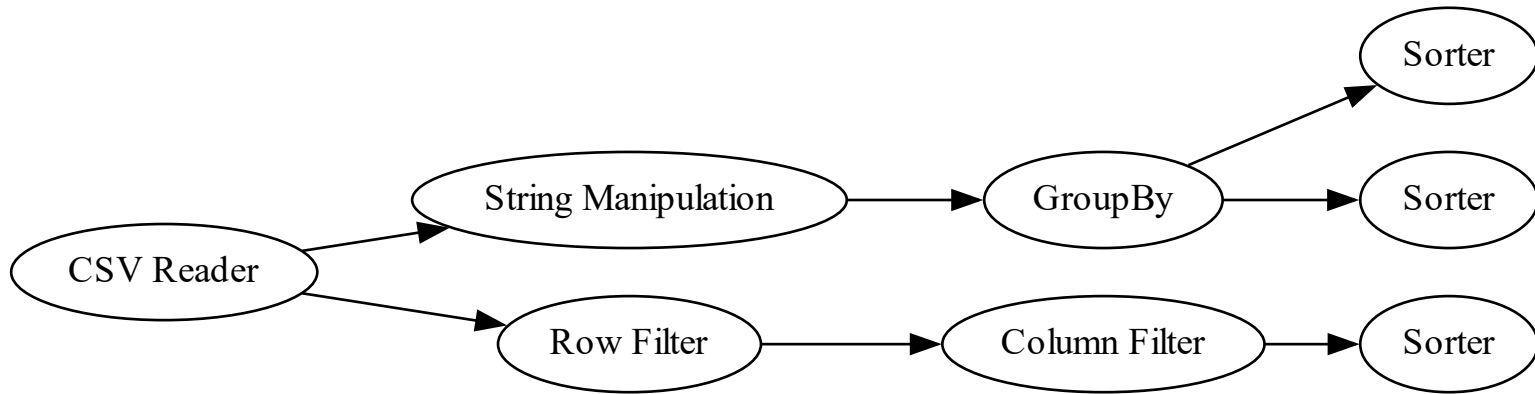 Sorter
String Manipulation
GroupBy
Sorter
CSV Reader
Row Filter
Column Filter
Sorter